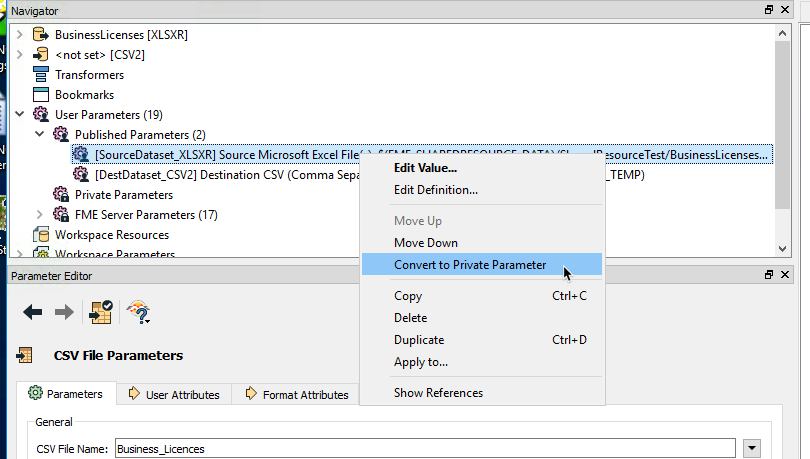 Navigator
BusinessLicenses [XLSXR]
<not set> [CSV2]
Transformers
Bookmarks
User Parameters (19)
Published Parameters (2)
[SourceDataset_XLSXR] Source Microsoft Excel File(s): $(FME_SHAREDRESOURCE_DATA)/SharedResourceTest/BusinessLicenses...
[DestDataset_CSV2] Destination CSV (Comma Sepa _TEMP)
Private Parameters
FME Server Parameters (17)
Workspace Resources
Workspace Parameters
Edit Value...
Edit Definition...
Move Up
Move Down
Convert to Private Parameter
Copy Ctrl+C
Delete
Duplicate Ctrl+D
Apply to...
Show References
Parameter Editor
CSV File Parameters
Parameters User Attributes Format Attributes
General
CSV File Name: Business_Licences